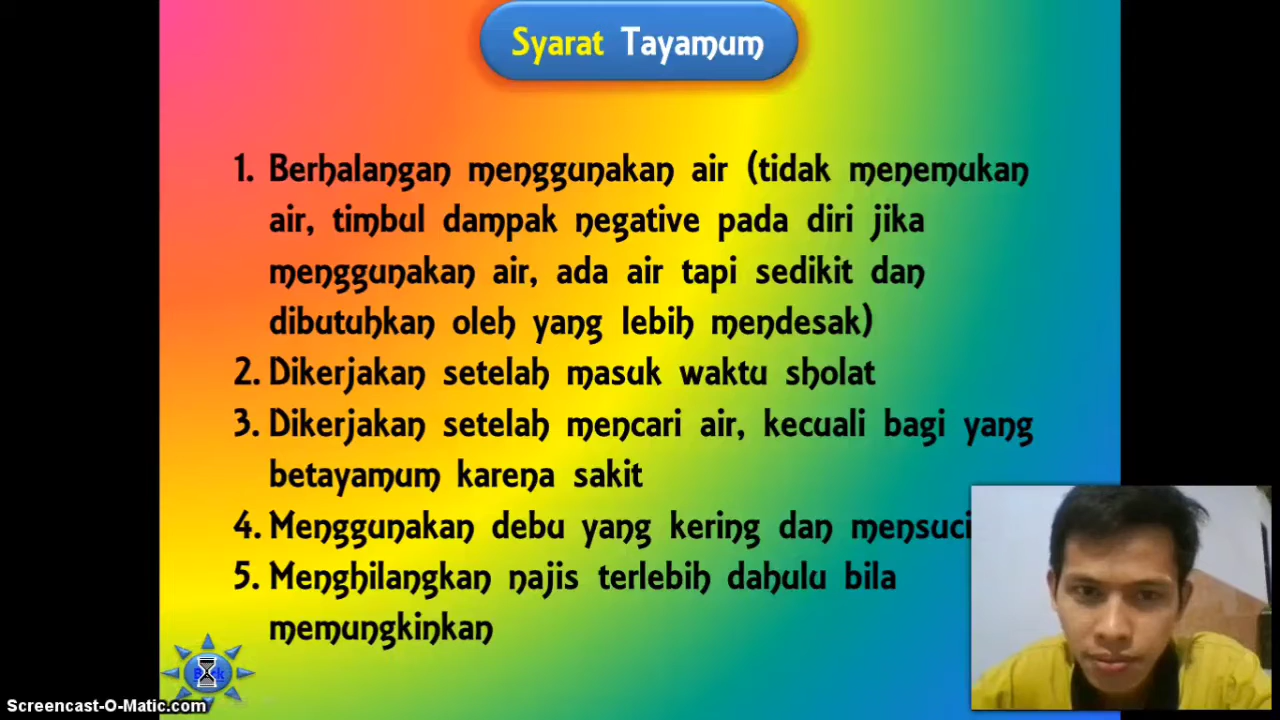 Syarat Tayamum
1. Berhalangan menggunakan air (tidak menemukan
air, timbul dampak negative pada diri jika
menggunakan air, ada air tapi sedikit dan
dibutuhkan oleh yang lebih mendesak)
2. Dikerjakan setelah masuk waktu sholat
3. Dikerjakan setelah mencari air, kecuali bagi yang
betayamum karena sakit
4. Menggunakan debu yang kering dan
5. Menghilangkan najis terlebih dahulu bila
memungkinkan
Screencast-O-Matic.com